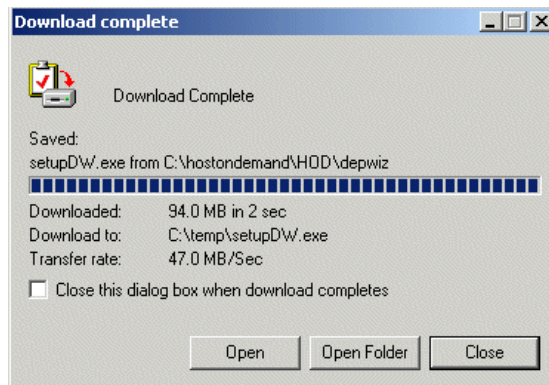 Download complete
Download Complete
Saved:
setupDW.exe from C:\hostondemand\HOD\depwiz
Downloaded: 94.0 MB in 2 sec
Download to: C:\temp\setupDW.exe
Transfer rate: 47.0 MB/Sec
Close this dialog box when download completes
Open Open Folder Close